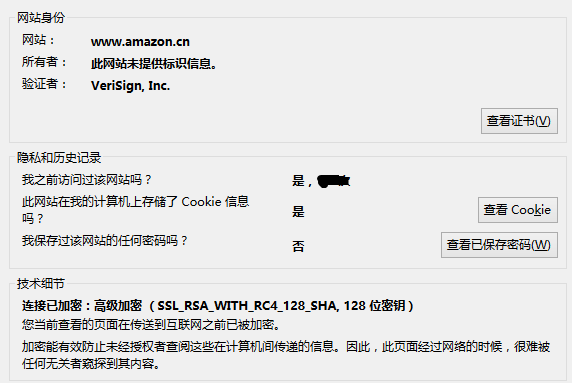 网站身份
网站： www.amazon.cn
所有者： 此网站未提供标识信息。
验证者： VeriSign, Inc.
查看证书(V)
隐私和历史记录
我之前访问过该网站吗？ 是，
此网站在我的计算机上存储了 Cookie 信息
吗？ 是 查看 Cookie
我保存过该网站的任何密码吗？ 否 查看已保存密码(W)
技术细节
连接已加密：高级加密（SSL_RSA_WITH_RC4_128_SHA, 128 位密钥）
您当前查看的页面在传送到互联网之前已被加密。
加密能有效防止未经授权者查阅这些在计算机间传递的信息。因此，此页面经过网络的时候，很难被
任何无关者窥探到其内容。